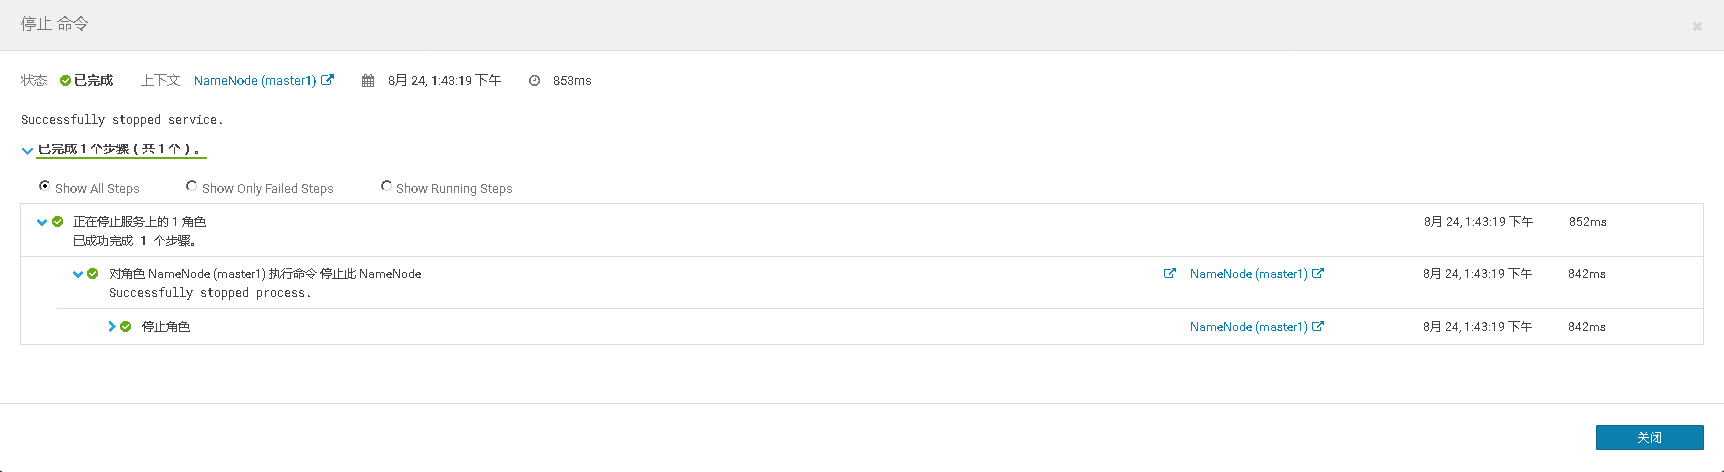 停止 命令
状态 已完成 上下文 NameNode (master1) 8月 24, 1:43:19 下午 853ms
Successfully stopped service.
已完成 1 个步骤（共 1 个）。
Show All Steps Show Only Failed Steps Show Running Steps
正在停止服务上的 1 角色 8月 24, 1:43:19 下午 852ms
已成功完成 1 个步骤。
对角色 NameNode (master1) 执行命令 停止此 NameNode NameNode (master1) 8月 24, 1:43:19 下午 842ms
Successfully stopped process.
停止角色 NameNode (master1) 8月 24, 1:43:19 下午 842ms
关闭